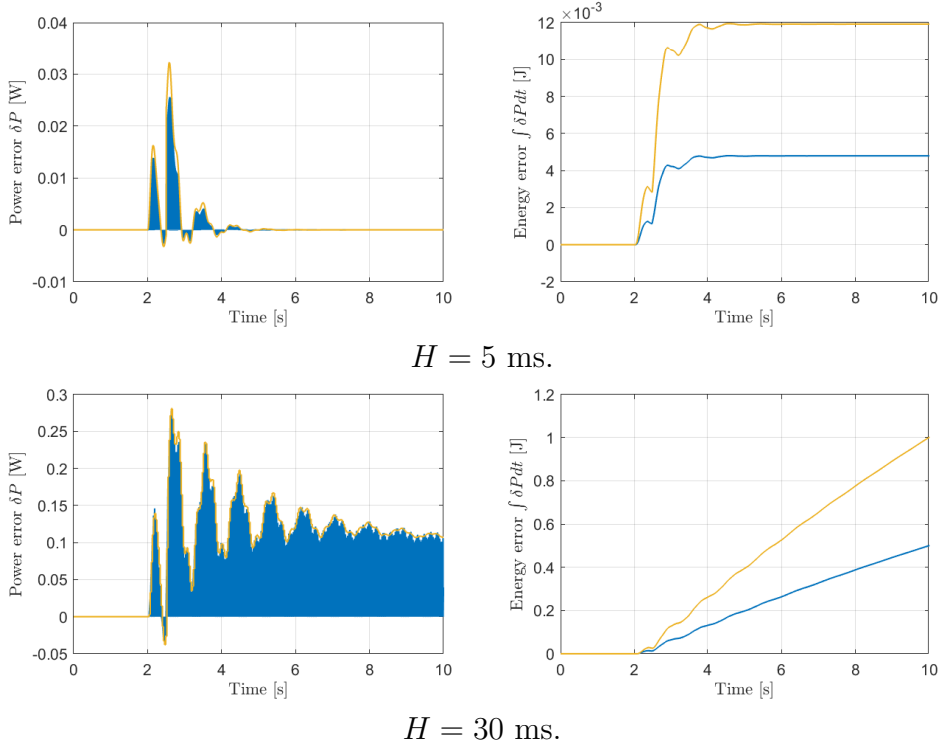 Power error δP [W]
0.04
0.03
0.02
0.01
0
-0.01
0 2 4 6 8 10
Time [s]
×10⁻³
Energy error ∫ δPdt [J]
12
10
8
6
4
2
0
-2
0 2 4 6 8 10
Time [s]
H = 5 ms.
Power error δP [W]
0.3
0.25
0.2
0.15
0.1
0.05
0
-0.05
0 2 4 6 8 10
Time [s]
Energy error ∫ δPdt [J]
1.2
1
0.8
0.6
0.4
0.2
0
0 2 4 6 8 10
Time [s]
H = 30 ms.